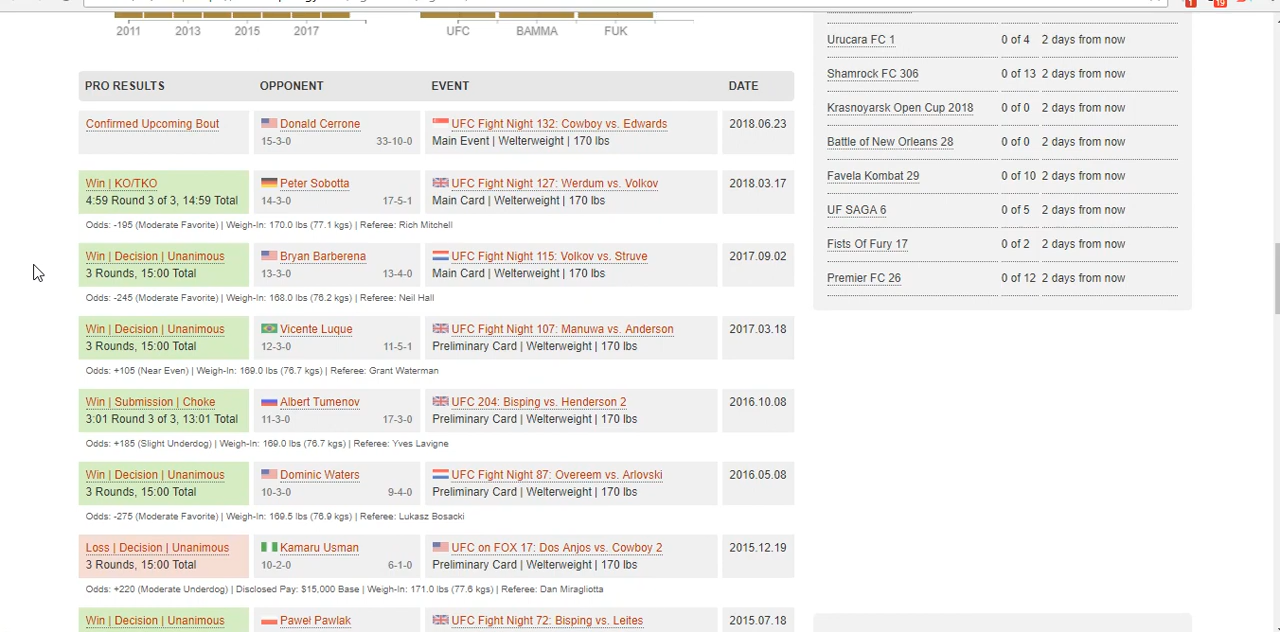 2011 2013 2015 2017 UFC BAMMA FUK
PRO RESULTS OPPONENT EVENT DATE
Confirmed Upcoming Bout Donald Cerrone UFC Fight Night 132: Cowboy vs. Edwards 2018.06.23
15-3-0 33-10-0 Main Event | Welterweight | 170 lbs
Win | KO/TKO Peter Sobotta UFC Fight Night 127: Werdum vs. Volkov 2018.03.17
4:59 Round 3 of 3, 14:59 Total 14-3-0 17-5-1 Main Card | Welterweight | 170 lbs
Odds: -195 (Moderate Favorite) | Weigh-In: 170.0 lbs (77.1 kgs) | Referee: Rich Mitchell
Win | Decision | Unanimous Bryan Barberena UFC Fight Night 115: Volkov vs. Struve 2017.09.02
3 Rounds, 15:00 Total 13-3-0 13-4-0 Main Card | Welterweight | 170 lbs
Odds: -245 (Moderate Favorite) | Weigh-In: 168.0 lbs (76.2 kgs) | Referee: Neil Hall
Win | Decision | Unanimous Vicente Luque UFC Fight Night 107: Manuwa vs. Anderson 2017.03.18
3 Rounds, 15:00 Total 12-3-0 11-5-1 Preliminary Card | Welterweight | 170 lbs
Odds: +105 (Near Even) | Weigh-In: 169.0 lbs (76.7 kgs) | Referee: Grant Waterman
Win | Submission | Choke Albert Tumenov UFC 204: Bisping vs. Henderson 2 2016.10.08
3:01 Round 3 of 3, 13:01 Total 11-3-0 17-3-0 Preliminary Card | Welterweight | 170 lbs
Odds: +185 (Slight Underdog) | Weigh-In: 169.0 lbs (76.7 kgs) | Referee: Yves Lavigne
Win | Decision | Unanimous Dominic Waters UFC Fight Night 87: Overeem vs. Arlovski 2016.05.08
3 Rounds, 15:00 Total 10-3-0 9-4-0 Preliminary Card | Welterweight | 170 lbs
Odds: -275 (Moderate Favorite) | Weigh-In: 169.5 lbs (76.9 kgs) | Referee: Lukasz Bosacki
Loss | Decision | Unanimous Kamaru Usman UFC on FOX 17: Dos Anjos vs. Cowboy 2 2015.12.19
3 Rounds, 15:00 Total 10-2-0 6-1-0 Preliminary Card | Welterweight | 170 lbs
Odds: +220 (Moderate Underdog) | Disclosed Pay: $15,000 Base | Weigh-In: 171.0 lbs (77.6 kgs) | Referee: Dan Miragliotta
Win | Decision | Unanimous Paweł Pawlak UFC Fight Night 72: Bisping vs. Leites 2015.07.18
Urucara FC 1 0 of 4 2 days from now
Shamrock FC 306 0 of 13 2 days from now
Krasnoyarsk Open Cup 2018 0 of 0 2 days from now
Battle of New Orleans 28 0 of 0 2 days from now
Favela Kombat 29 0 of 10 2 days from now
UF SAGA 6 0 of 5 2 days from now
Fists Of Fury 17 0 of 2 2 days from now
Premier FC 26 0 of 12 2 days from now